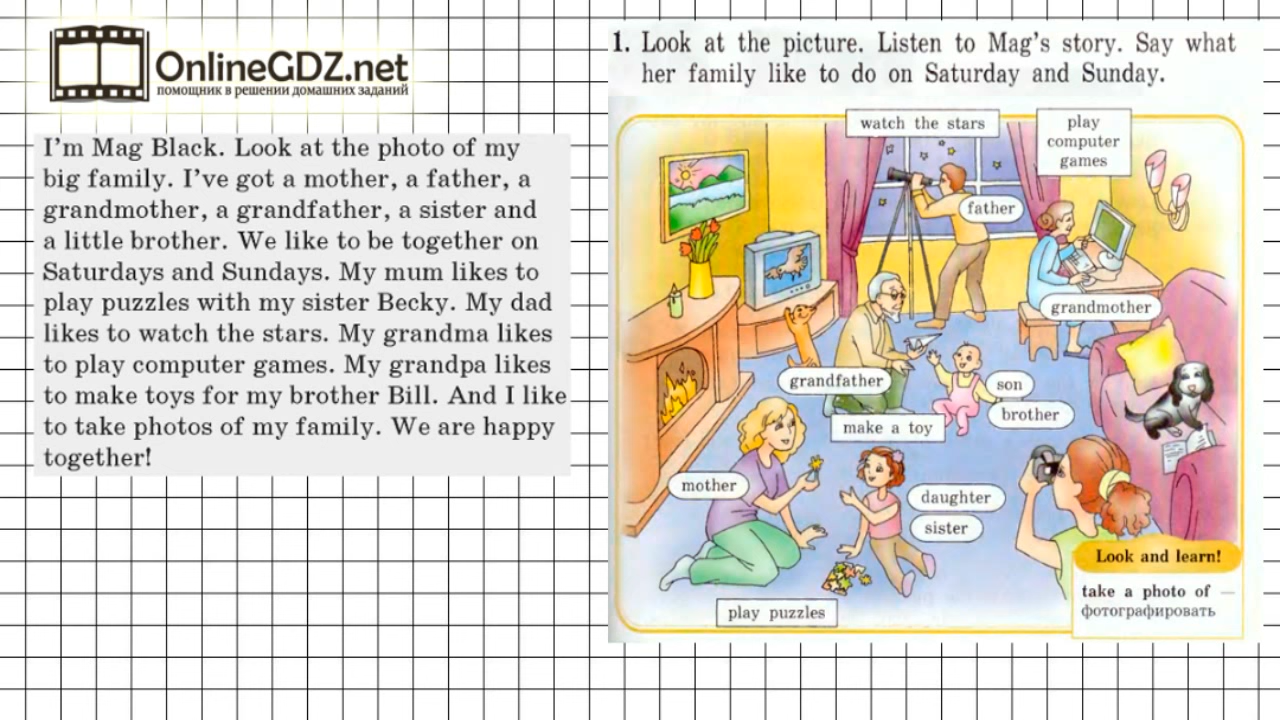 OnlineGDZ.net
помощник в решении домашних заданий
I’m Mag Black. Look at the photo of my
big family. I’ve got a mother, a father, a
grandmother, a grandfather, a sister and
a little brother. We like to be together on
Saturdays and Sundays. My mum likes to
play puzzles with my sister Becky. My dad
likes to watch the stars. My grandma likes
to play computer games. My grandpa likes
to make toys for my brother Bill. And I like
to take photos of my family. We are happy
together!
1. Look at the picture. Listen to Mag’s story. Say what
her family like to do on Saturday and Sunday.
watch the stars
play
computer
games
father
grandmother
grandfather
son
brother
make a toy
mother
daughter
sister
play puzzles
Look and learn!
take a photo of —
фотографировать